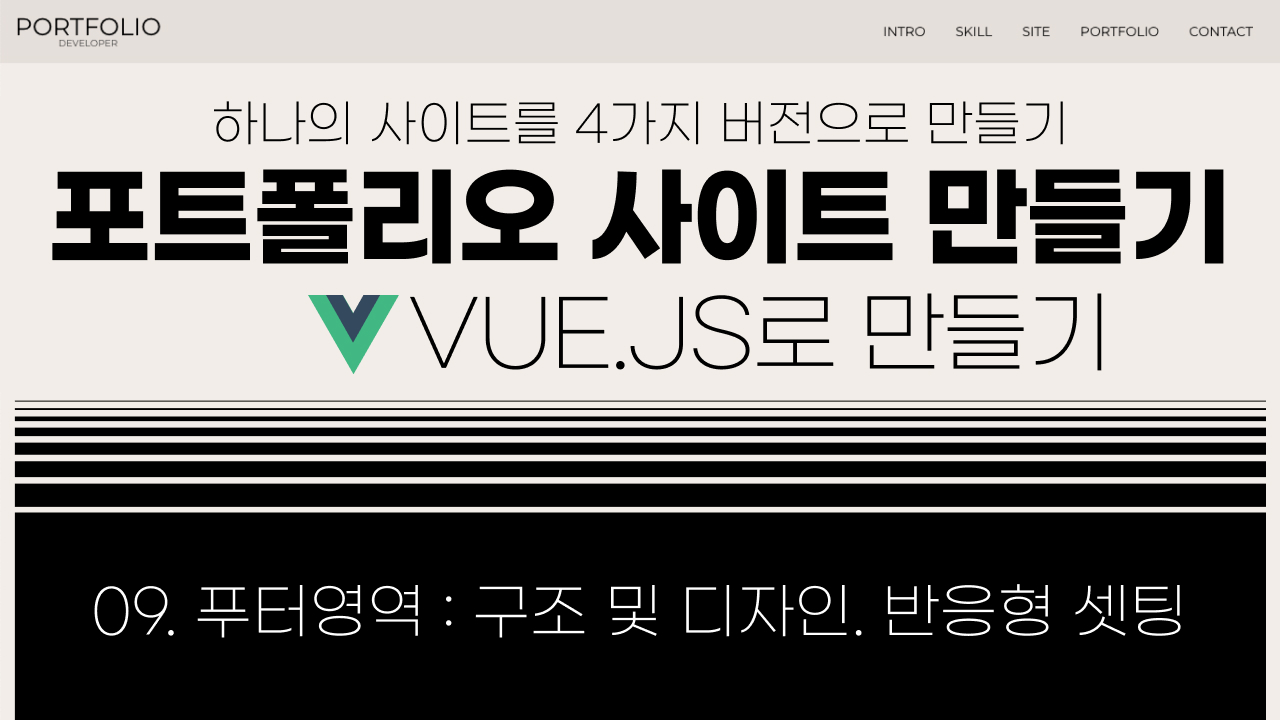 PORTFOLIO
DEVELOPER
INTRO SKILL SITE PORTFOLIO CONTACT
하나의 사이트를 4가지 버전으로 만들기
포트폴리오 사이트 만들기
VUE.JS로 만들기
09. 푸터영역 : 구조 및 디자인. 반응형 셋팅